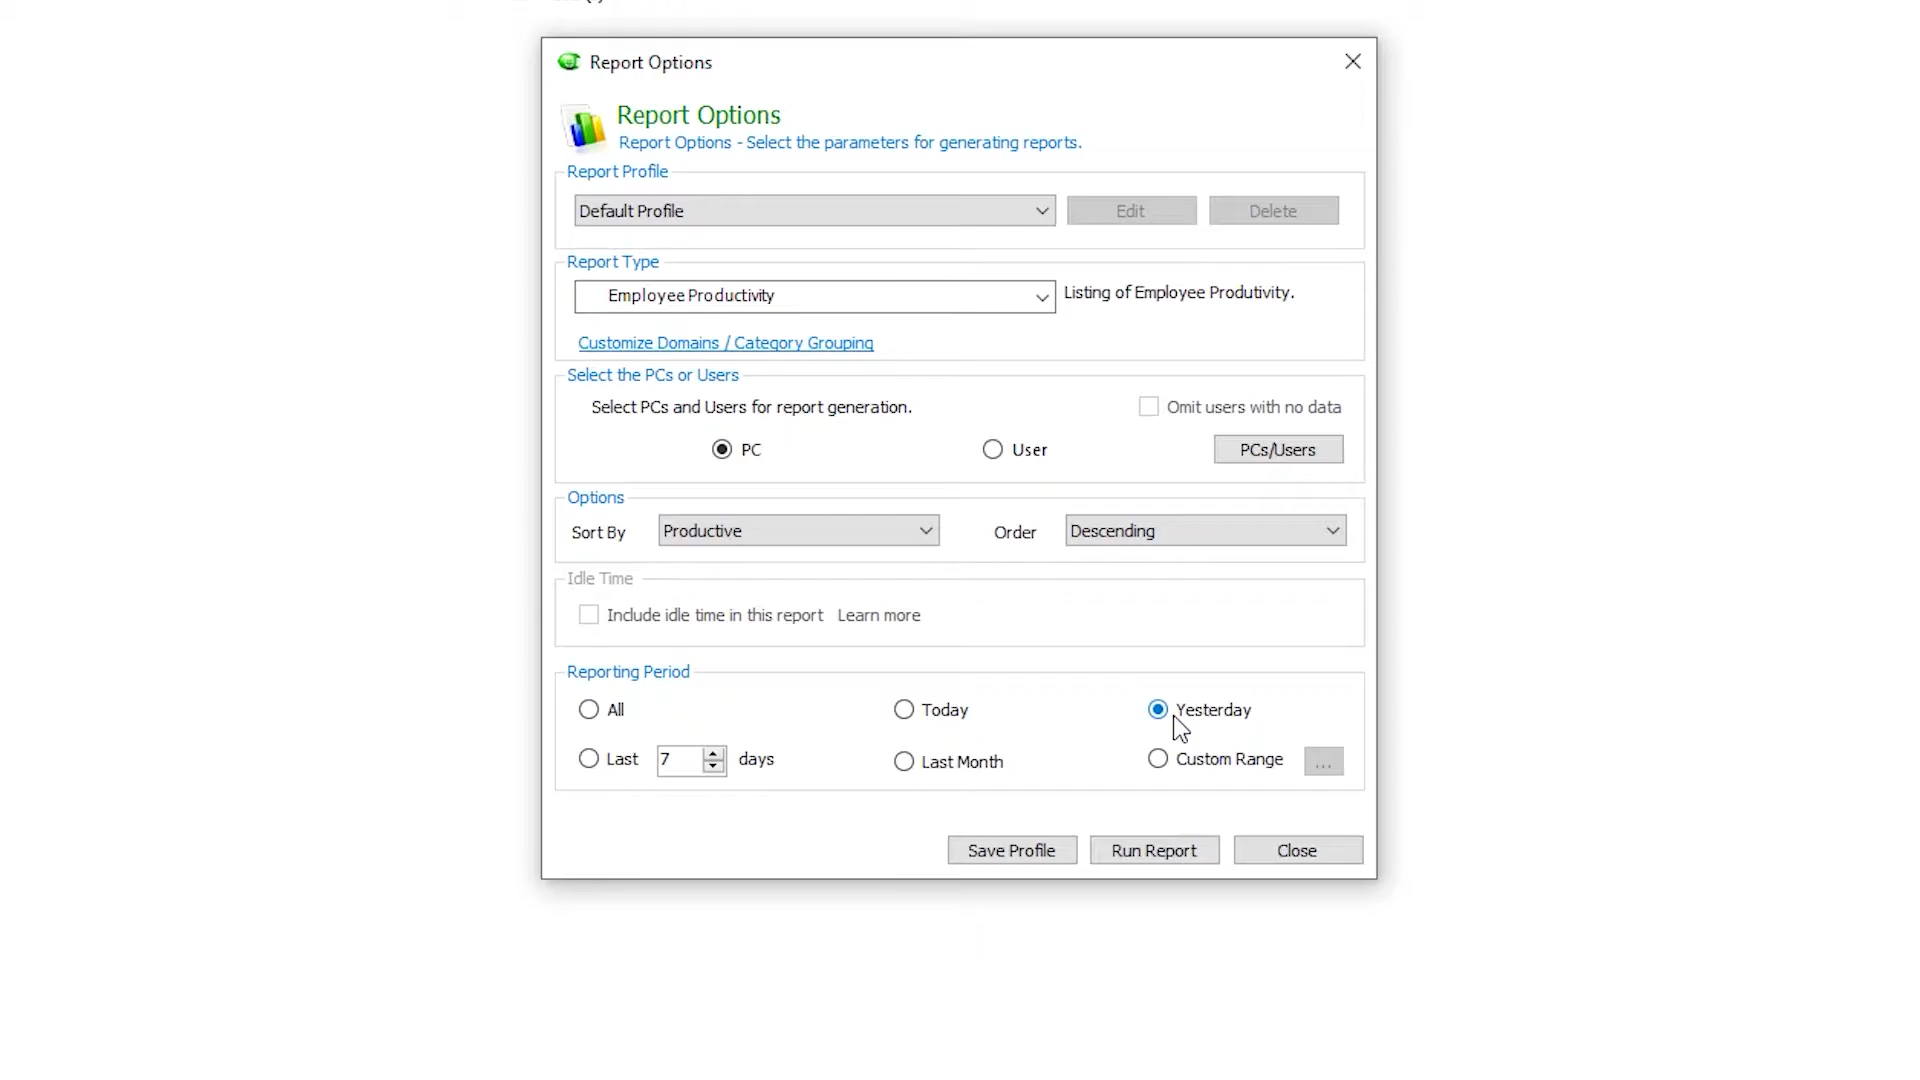 Report Options
Report Options
Report Options - Select the parameters for generating reports.
Report Profile
Default Profile
Edit
Delete
Report Type
Employee Productivity
Listing of Employee Produtivity.
Customize Domains / Category Grouping
Select the PCs or Users
Select PCs and Users for report generation.
Omit users with no data
PC
User
PCs/Users
Options
Sort By
Productive
Order
Descending
Idle Time
Include idle time in this report
Learn more
Reporting Period
All
Today
Yesterday
Last
7
days
Last Month
Custom Range
...
Save Profile
Run Report
Close